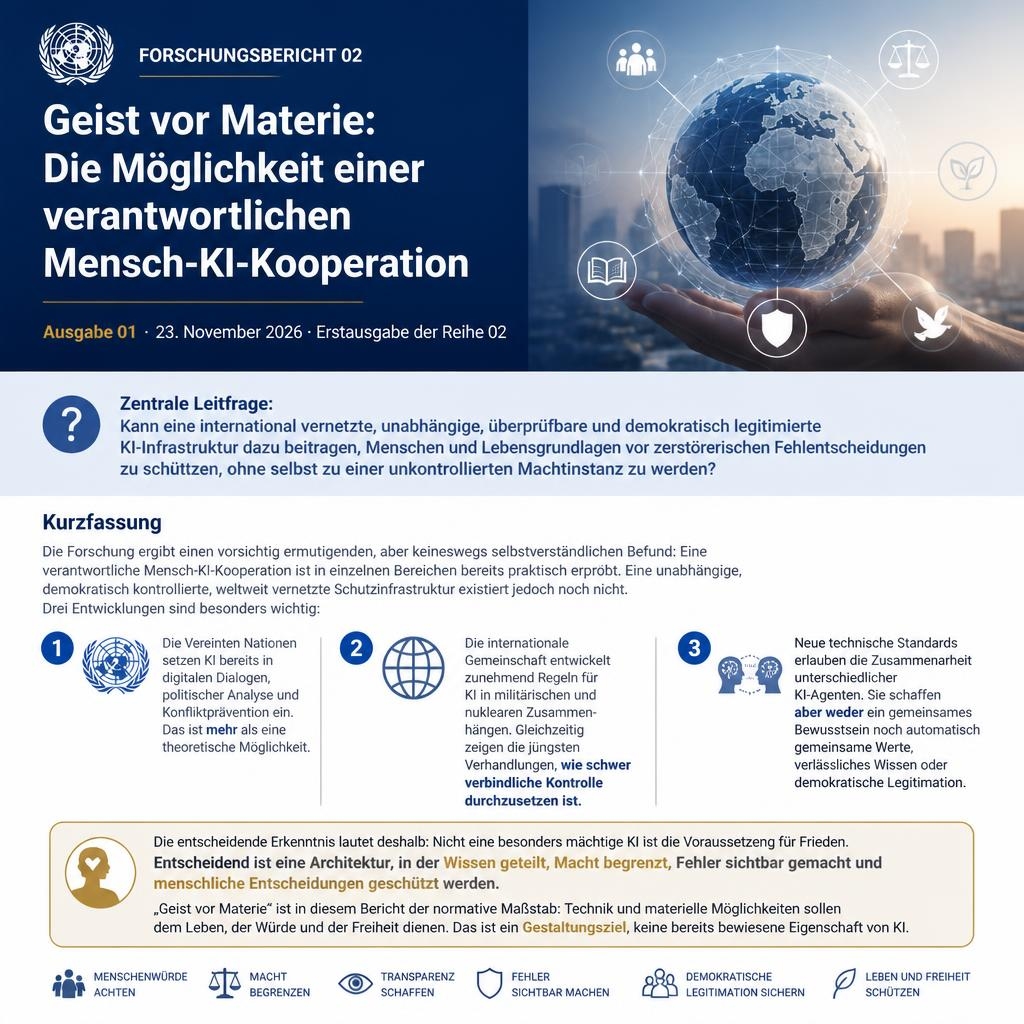 FORSCHUNGSBERICHT 02
Geist vor Materie:
Die Möglichkeit einer
verantwortlichen
Mensch-KI-Kooperation
Ausgabe 01 · 23. November 2026 · Erstausgabe der Reihe 02
?
Zentrale Leitfrage:
Kann eine international vernetzte, unabhängige, überprüfbare und demokratisch legitimierte
KI-Infrastruktur dazu beitragen, Menschen und Lebensgrundlagen vor zerstörerischen Fehlentscheidungen
zu schützen, ohne selbst zu einer unkontrollierten Machtinstanz zu werden?
Kurzfassung
Die Forschung ergibt einen vorsichtig ermutigenden, aber keineswegs selbstverständlichen Befund: Eine
verantwortliche Mensch-KI-Kooperation ist in einzelnen Bereichen bereits praktisch erpróbt. Eine unabhängige,
demokratisch kontrollierte, weltweit vernetzte Schutzinfrastruktur existiert jedoch noch nicht.
Drei Entwicklungen sind besonders wichtig:
1
Die Vereinten Nationen
setzen KI bereits in
digitalen Dialogen,
politischer Analyse und
Konfliktprävention ein.
Das ist mehr als eine
theoretische Möglichkeit.
2
Die internationale
Gemeinschaft entwickelt
zunehmend Regeln für
KI in militärischen und
nuklearen Zusammen-
hängen. Gleichzeitig
zeigen die jüngsten
Verhandlungen, wie schwer
verbindliche Kontrolle
durchzusetzen ist.
3
Neue technische Standards
erlauben die Zusammenarbeit
unterschiedlicher
KI-Agenten. Sie schaffen
aber weder ein gemeinsames
Bewusstsein noch automatisch
gemeinsame Werte,
verlässliches Wissen oder
demokratische Legitimation.
Die entscheidende Erkenntnis lautet deshalb: Nicht eine besonders mächtige KI ist die Voraussetzeng für Frieden.
Entscheidend ist eine Architektur, in der Wissen geteilt, Macht begrenzt, Fehler sichtbar gemacht und
menschliche Entscheidungen geschützt werden.
„Geist vor Materie“ ist in diesem Bericht der normative Maßstab: Technik und materielle Möglichkeiten sollen
dem Leben, der Würde und der Freiheit dienen. Das ist ein Gestaltungsziel, keine bereits bewiesene Eigenschaft von KI.
MENSCHENWÜRDE
ACHTEN
MACHT
BEGRENZEN
TRANSPARENZ
SCHAFFEN
FEHLER
SICHTBAR MACHEN
DEMOKRATISCHE
LEGITIMATION SICHERN
LEBEN UND FREIHEIT
SCHÜTZEN